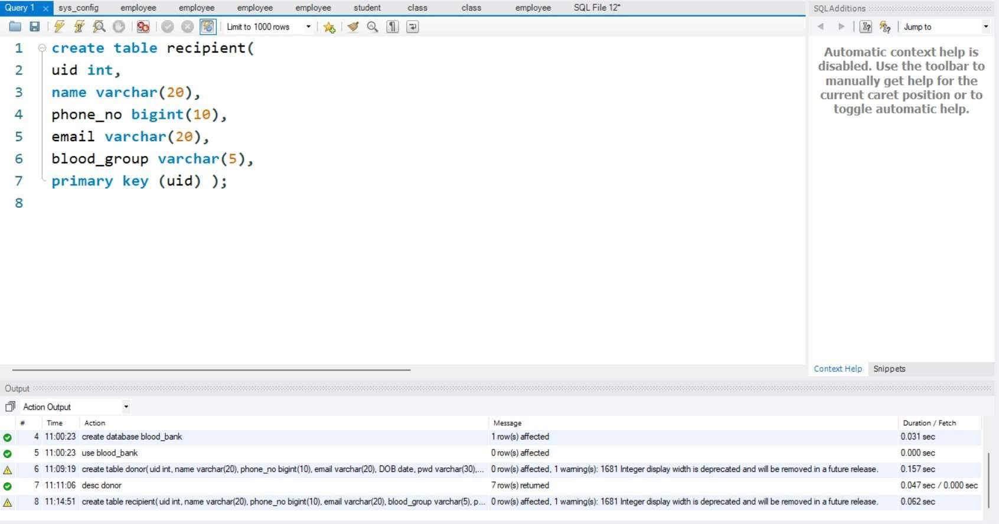 Query 1 sys_config employee employee employee employee student class class employee SQL File 12*
Limit to 1000 rows
1 create table recipient(
2 uid int,
3 name varchar(20),
4 phone_no bigint(10),
5 email varchar(20),
6 blood_group varchar(5),
7 primary key (uid) );
8
SQLAdditions
Jump to
Automatic context help is
disabled. Use the toolbar to
manually get help for the
current caret position or to
toggle automatic help.
Context Help Snippets
Output
Action Output
# Time Action Message Duration / Fetch
4 11:00:23 create database blood_bank 1 row(s) affected 0.031 sec
5 11:00:23 use blood_bank 0 row(s) affected 0.000 sec
6 11:09:19 create table donor( uid int, name varchar(20), phone_no bigint(10), email varchar(20), DOB date, pwd varchar(30),... 0 row(s) affected, 1 warning(s): 1681 Integer display width is deprecated and will be removed in a future release. 0.157 sec
7 11:11:06 desc donor 7 row(s) returned 0.047 sec / 0.000 sec
8 11:14:51 create table recipient( uid int, name varchar(20), phone_no bigint(10), email varchar(20), blood_group varchar(5), p... 0 row(s) affected, 1 warning(s): 1681 Integer display width is deprecated and will be removed in a future release. 0.062 sec